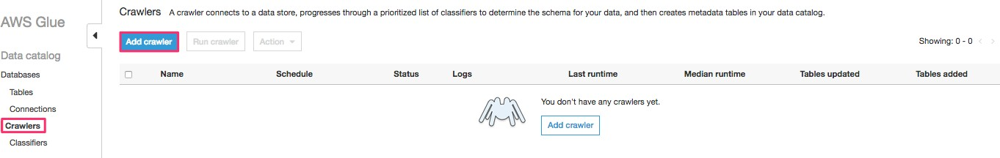 AWS Glue
Data catalog
Databases
Tables
Connections
Crawlers
Classifiers
Crawlers A crawler connects to a data store, progresses through a prioritized list of classifiers to determine the schema for your data, and then creates metadata tables in your data catalog.
Add crawler Run crawler Action Showing: 0 - 0
Name Schedule Status Logs Last runtime Median runtime Tables updated Tables added
You don't have any crawlers yet.
Add crawler